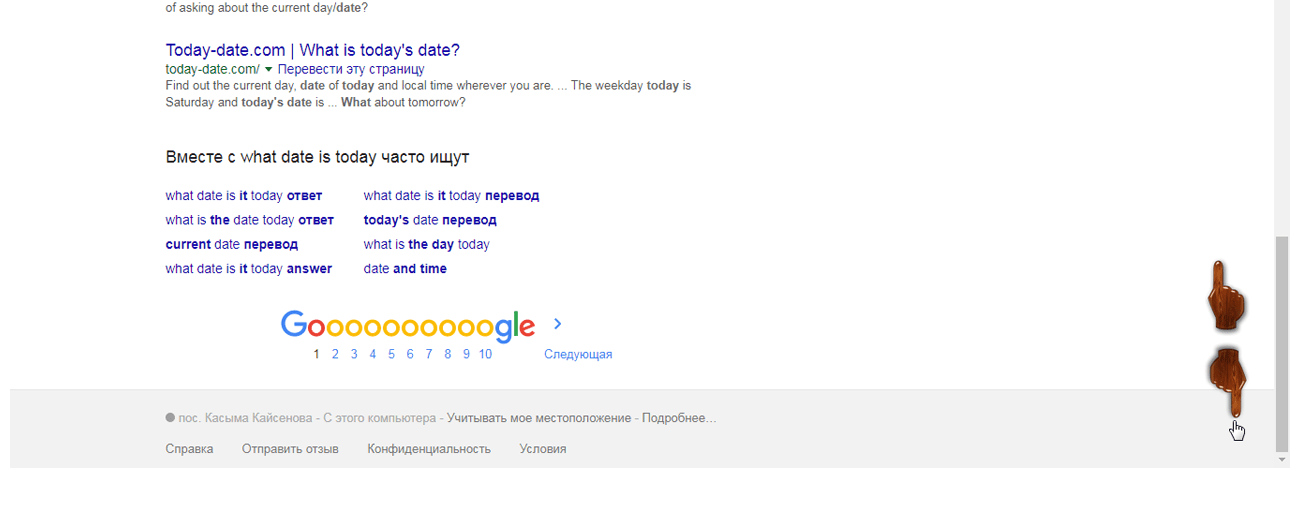 of asking about the current day/date?
Today-date.com | What is today's date?
today-date.com/ Перевести эту страницу
Find out the current day, date of today and local time wherever you are. ... The weekday today is
Saturday and today's date is ... What about tomorrow?
Вместе с what date is today часто ищут
what date is it today ответ
what date is it today перевод
what is the date today ответ
today's date перевод
current date перевод
what is the day today
what date is it today answer
date and time
Goooooooooogle
1 2 3 4 5 6 7 8 9 10 Следующая
пос. Касыма Кайсенова - С этого компьютера - Учитывать мое местоположение - Подробнее…
Справка Отправить отзыв Конфиденциальность Условия